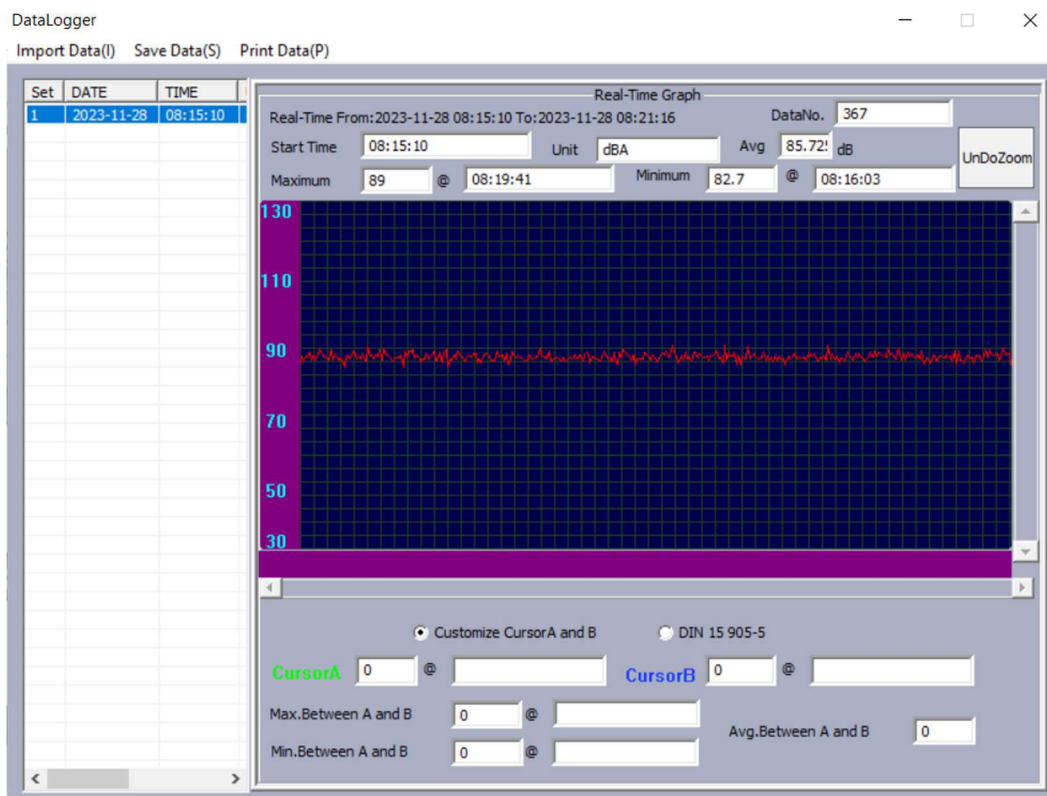 DataLogger
Import Data(I) Save Data(S) Print Data(P)
Set DATE TIME
1 2023-11-28 08:15:10
Real-Time Graph
Real-Time From:2023-11-28 08:15:10 To:2023-11-28 08:21:16 DataNo. 367
Start Time 08:15:10 Unit dBA Avg 85.725 dB
UnDoZoom
Maximum 89 @ 08:19:41 Minimum 82.7 @ 08:16:03
130
110
90
70
50
30
Customize CursorA and B DIN 15 905-5
CursorA 0 @ CursorB 0 @
Max.Between A and B 0 @
Avg.Between A and B 0
Min.Between A and B 0 @